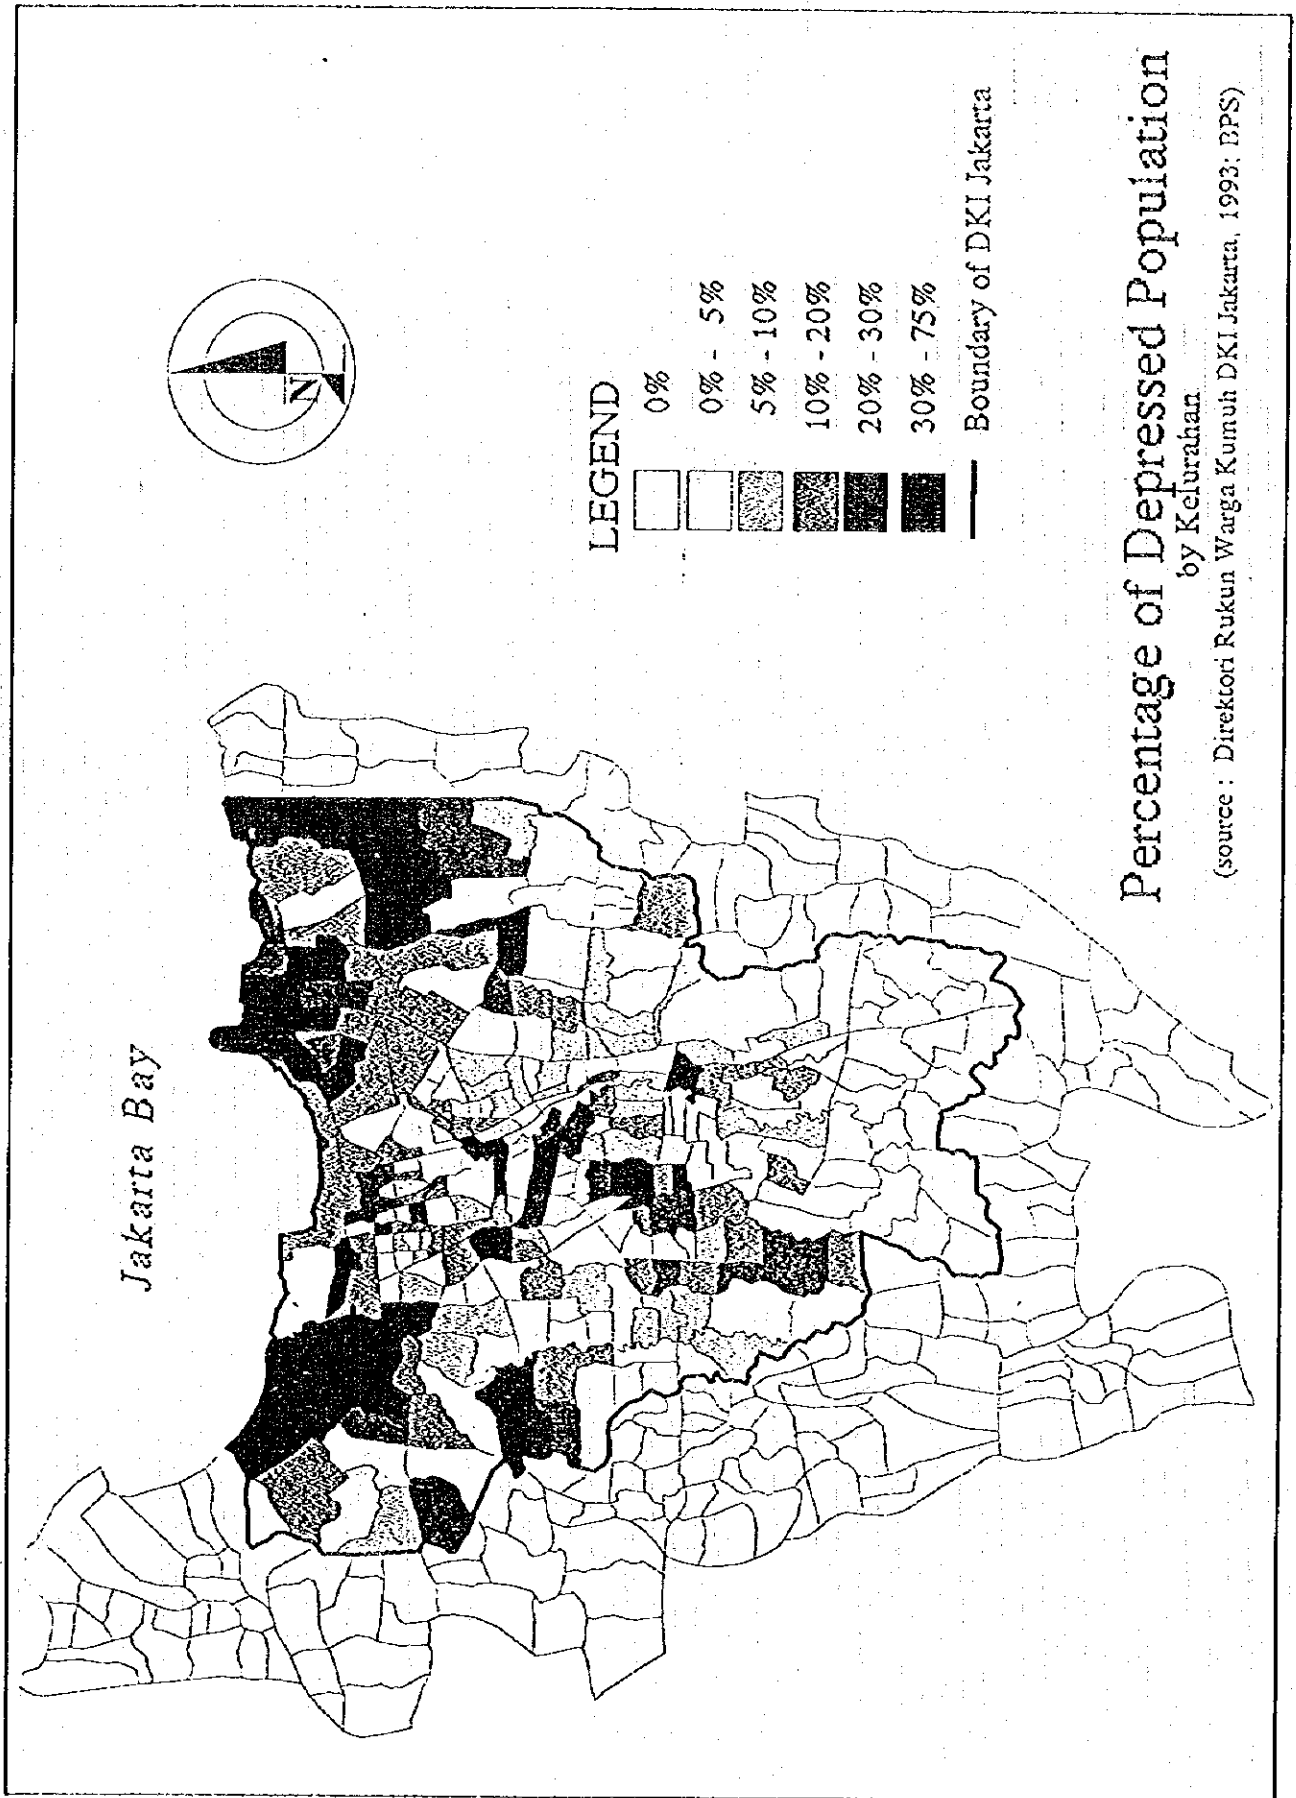 Jakarta Bay
N
LEGEND
0%
0% - 5%
5% - 10%
10% - 20%
20% - 30%
30% - 75%
Boundary of DKI Jakarta
Percentage of Depressed Population
by Kelurahan
(source : Direktori Rukun Warga Kumuh DKI Jakarta, 1993; BPS)